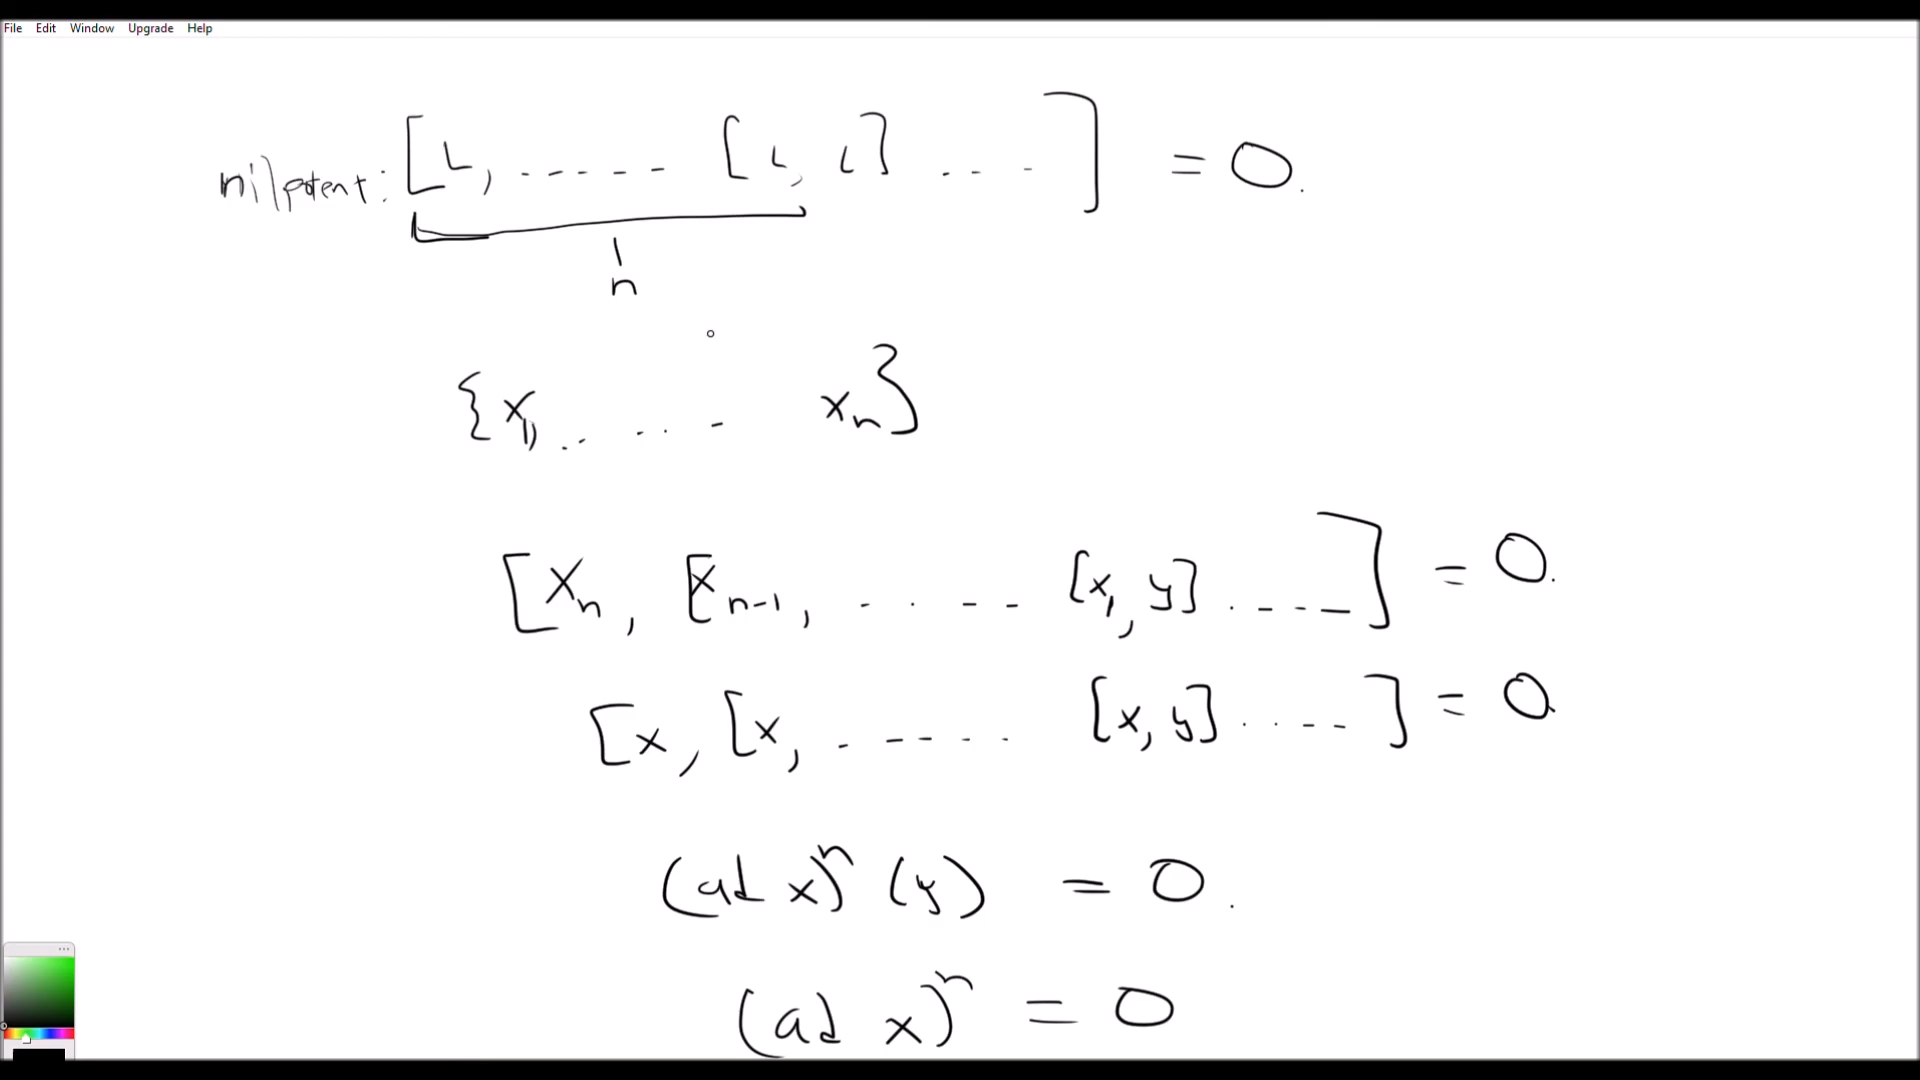 File Edit Window Upgrade Help
nilpotent: [L, ..... [L, L] ....] = 0.
n
{x₁, ..... xₙ}
[xₙ, [xₙ₋₁, ..... [x₁, y] .....] = 0.
[x, [x, ...... [x, y] .....] = 0
(ad x)ⁿ (y) = 0.
(ad x)ⁿ = 0